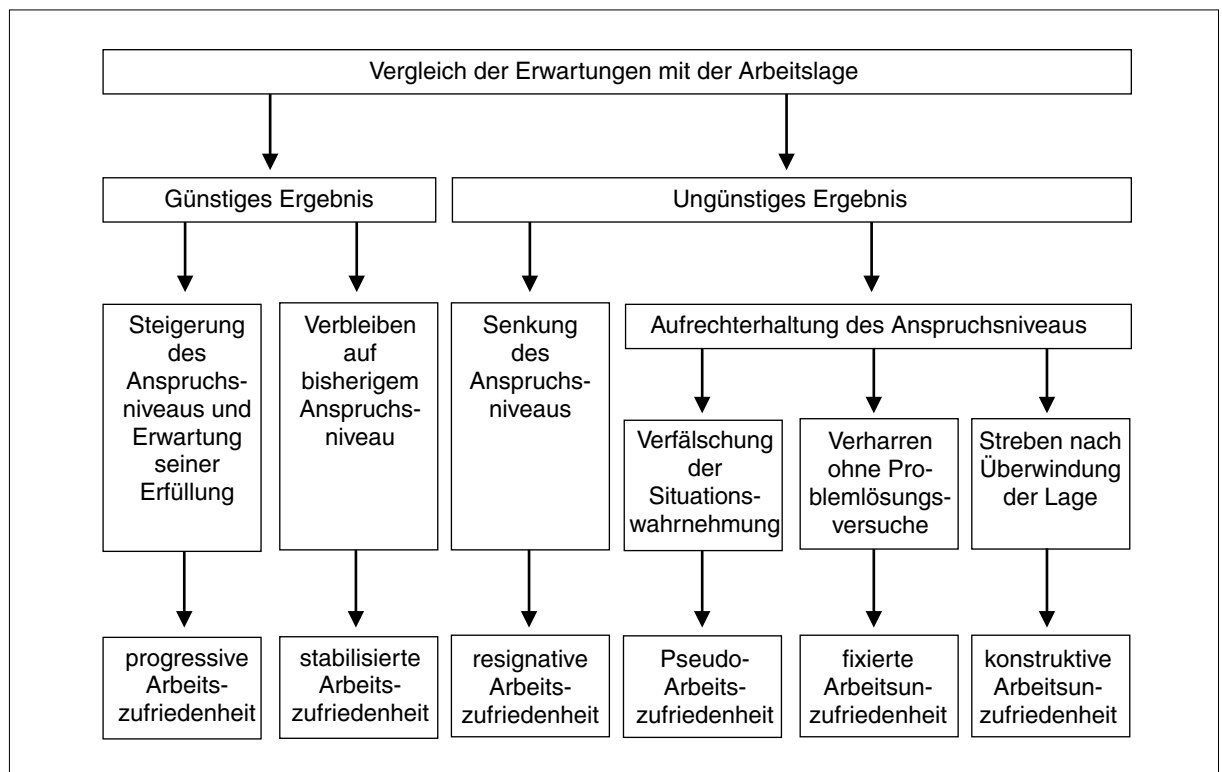 Vergleich der Erwartungen mit der Arbeitslage
Günstiges Ergebnis
Ungünstiges Ergebnis
Steigerung
des
Anspruchs-
niveaus und
Erwartung
seiner
Erfüllung
Verbleiben
auf
bisherigem
Anspruchs-
niveau
Senkung
des
Anspruchs-
niveaus
Aufrechterhaltung des Anspruchsniveaus
Verfälschung
der
Situations-
wahrnehmung
Verharren
ohne Pro-
blemlösungs-
versuche
Streben nach
Überwindung
der Lage
progressive
Arbeits-
zufriedenheit
stabilisierte
Arbeits-
zufriedenheit
resignative
Arbeits-
zufriedenheit
Pseudo-
Arbeits-
zufriedenheit
fixierte
Arbeitsun-
zufriedenheit
konstruktive
Arbeitsun-
zufriedenheit